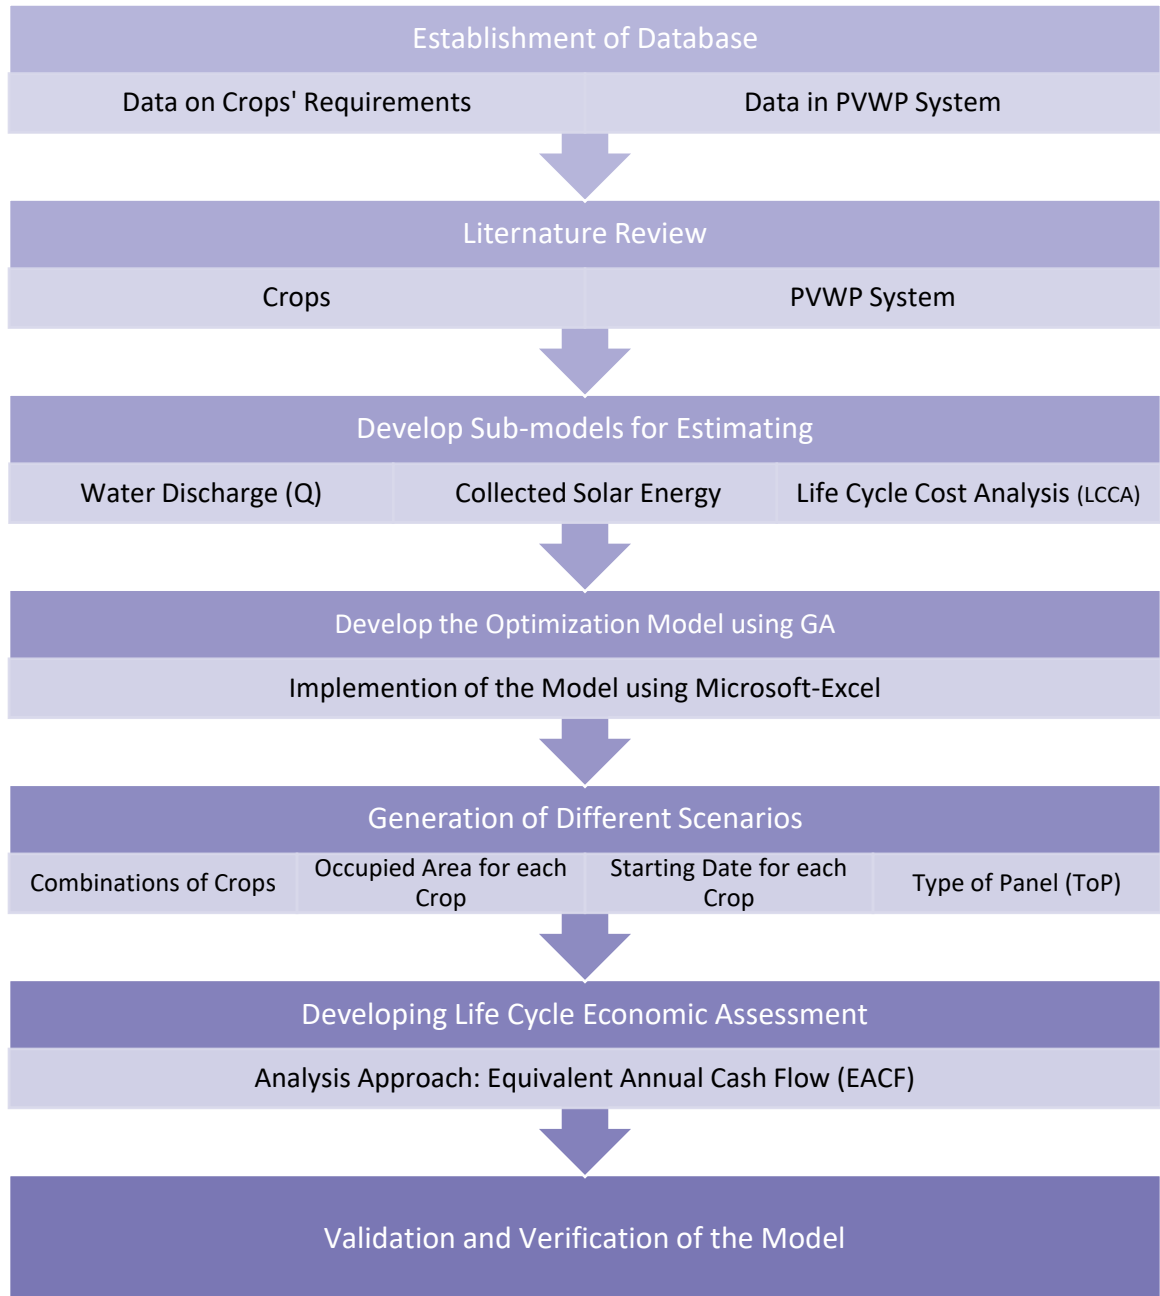 Establishment of Database
Data on Crops' Requirements
Data in PVWP System
Liternature Review
Crops
PVWP System
Develop Sub-models for Estimating
Water Discharge (Q)
Collected Solar Energy
Life Cycle Cost Analysis (LCCA)
Develop the Optimization Model using GA
Implemention of the Model using Microsoft-Excel
Generation of Different Scenarios
Combinations of Crops
Occupied Area for each
Crop
Starting Date for each
Crop
Type of Panel (ToP)
Developing Life Cycle Economic Assessment
Analysis Approach: Equivalent Annual Cash Flow (EACF)
Validation and Verification of the Model